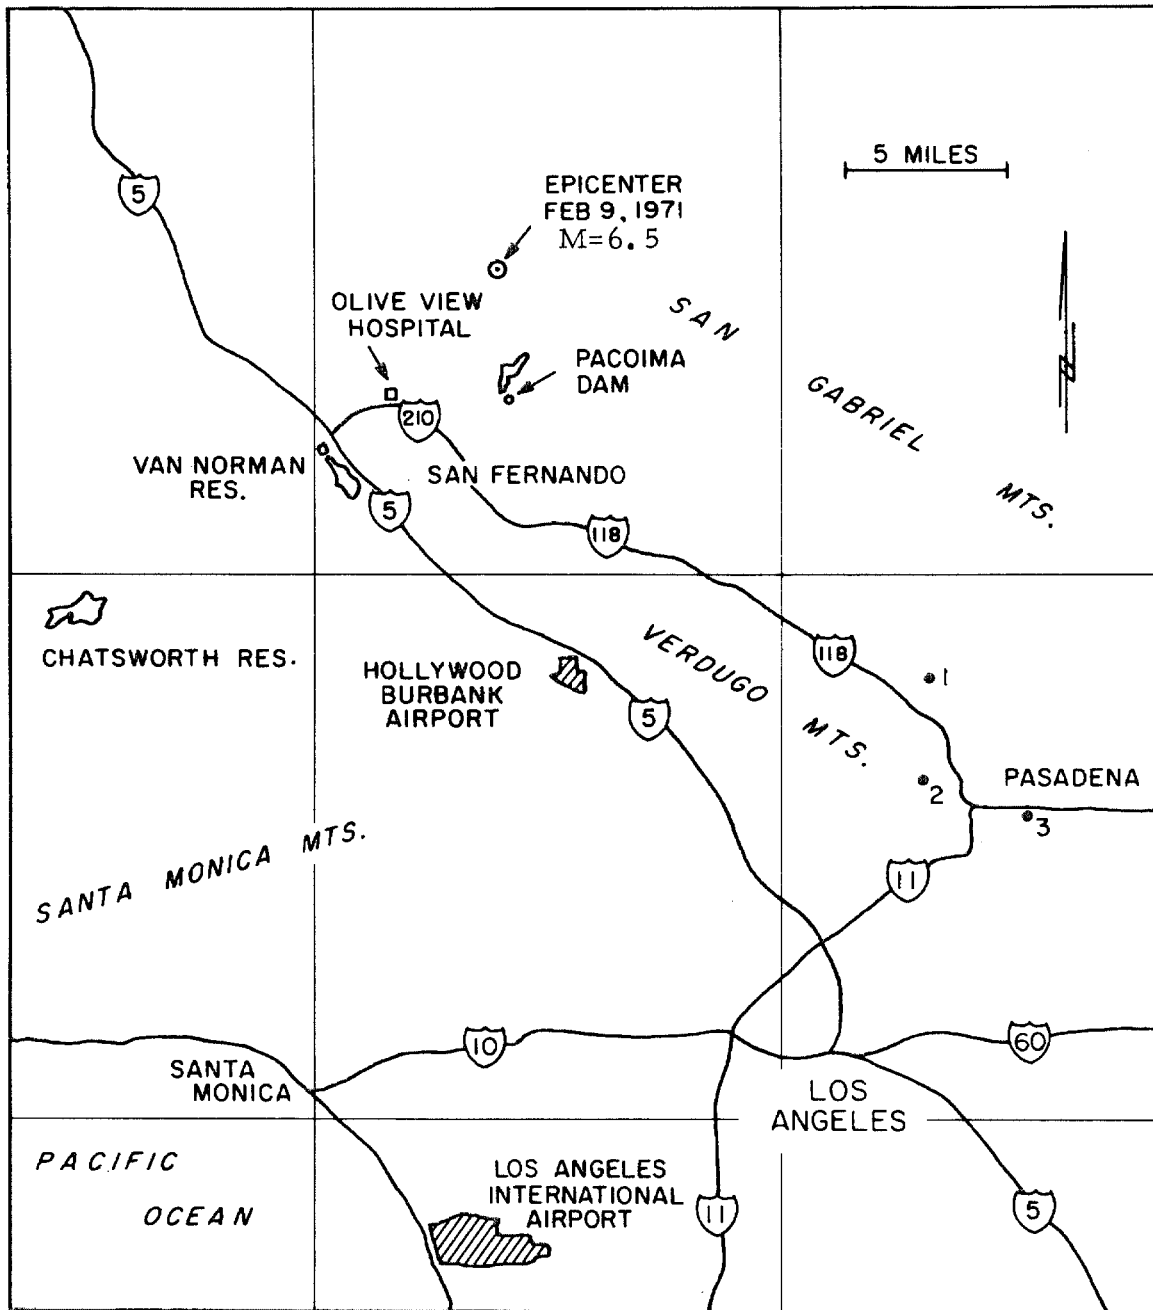 5 MILES
5
EPICENTER
FEB 9, 1971
M=6.5
OLIVE VIEW
HOSPITAL
SAN
PACOIMA
DAM
GABRIEL
210
VAN NORMAN
RES.
SAN FERNANDO
MTS.
5
118
CHATSWORTH RES.
VERDUGO
118
HOLLYWOOD
BURBANK
AIRPORT
1
5
MTS.
PASADENA
2
3
SANTA MONICA MTS.
11
10
60
SANTA
MONICA
LOS
ANGELES
PACIFIC
OCEAN
LOS ANGELES
INTERNATIONAL
AIRPORT
11
5